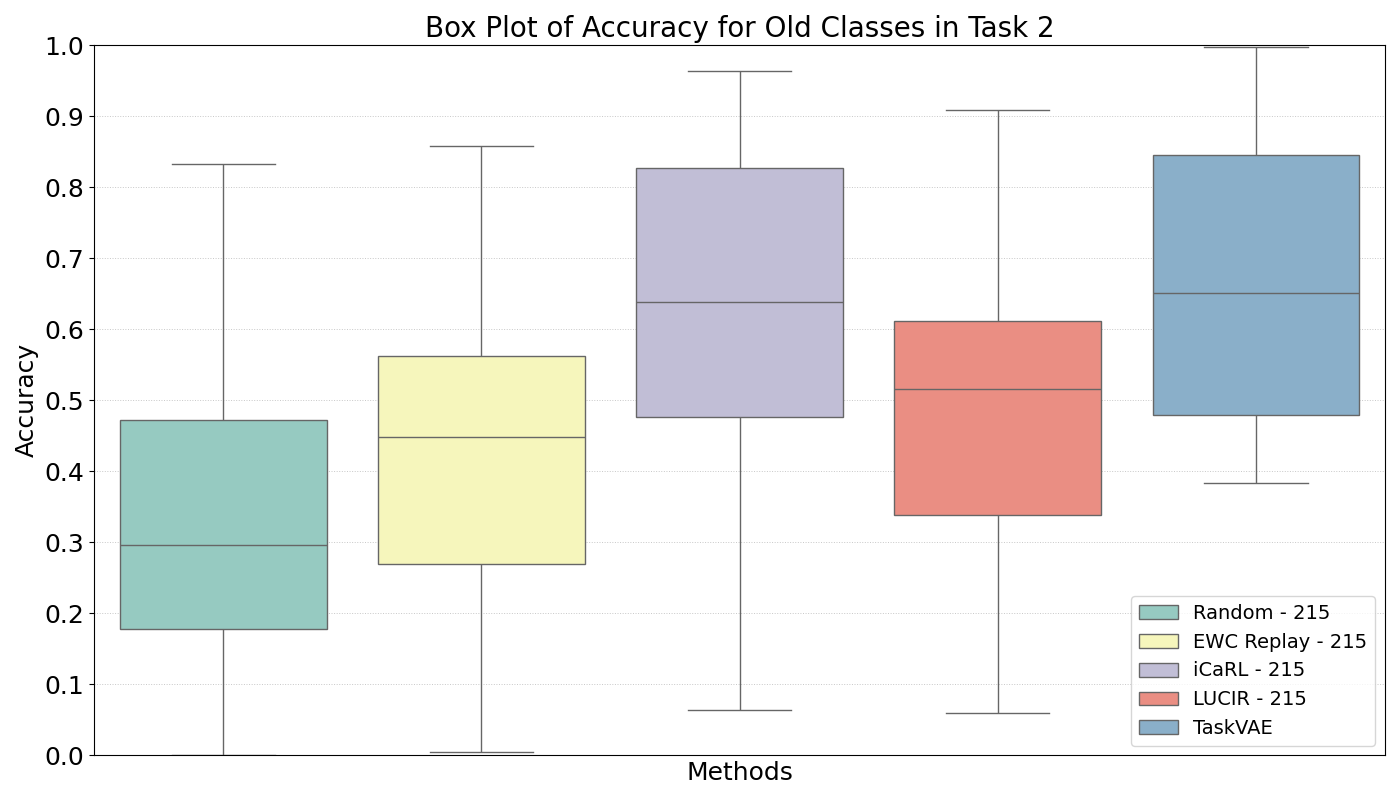 Box Plot of Accuracy for Old Classes in Task 2
1.0
0.9
0.8
0.7
0.6
0.5
0.4
0.3
0.2
0.1
0.0
Accuracy
Methods
Random - 215
EWC Replay - 215
iCaRL - 215
LUCIR - 215
TaskVAE